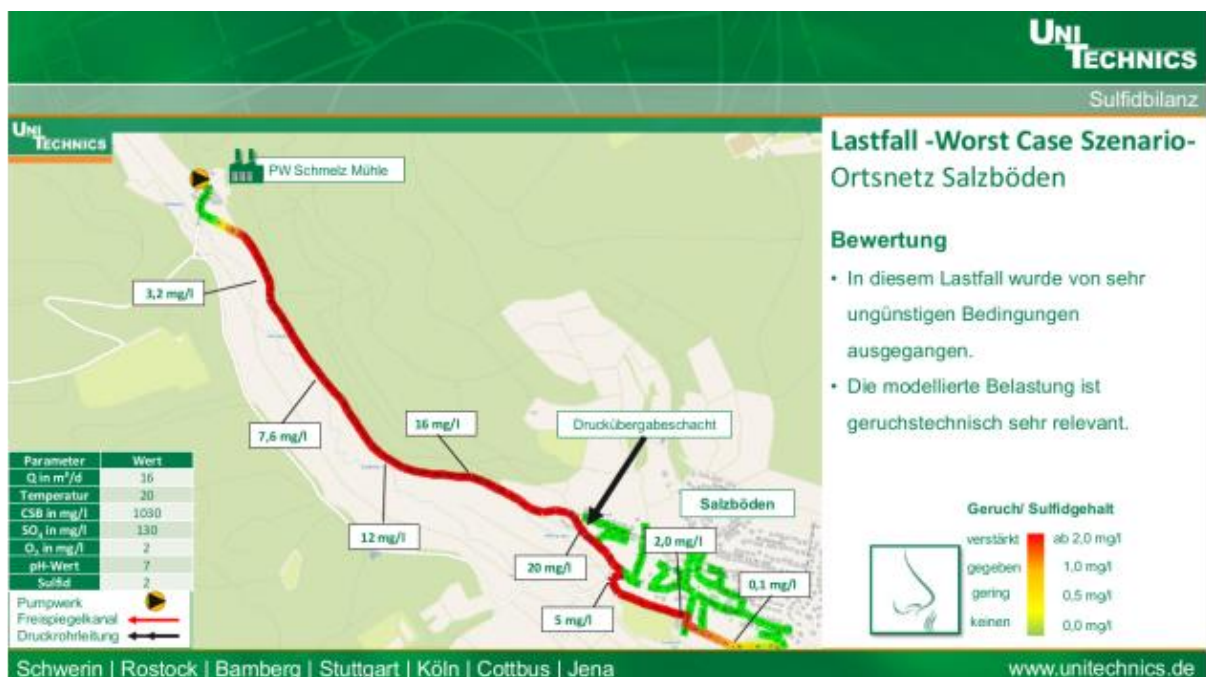 UNI
TECHNICS
Sulfidbilanz
UNI
TECHNICS
PW Schmelz Mühle
3,2 mg/l
7,6 mg/l
16 mg/l
12 mg/l
Druckübergabeschacht
Salzböden
20 mg/l
2,0 mg/l
0,1 mg/l
5 mg/l
Parameter Wert
Q in m³/d 16
Temperatur 20
CSB in mg/l 1030
SO₄ in mg/l 130
O₂ in mg/l 2
pH-Wert 7
Sulfid 2
Pumpwerk
Freispiegelkanal
Druckrohrleitung
Lastfall -Worst Case Szenario-
Ortsnetz Salzböden
Bewertung
• In diesem Lastfall wurde von sehr
ungünstigen Bedingungen
ausgegangen.
• Die modellierte Belastung ist
geruchstechnisch sehr relevant.
Geruch/ Sulfidgehalt
verstärkt ab 2,0 mg/l
gegeben 1,0 mg/l
gering 0,5 mg/l
keinen 0,0 mg/l
Schwerin | Rostock | Bamberg | Stuttgart | Köln | Cottbus | Jena
www.unitechnics.de